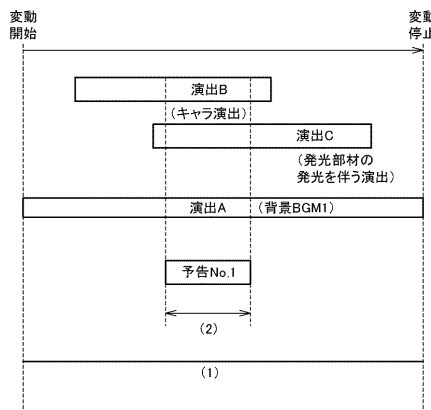 変動
開始
変動
停止
演出B
(キャラ演出)
演出C
(発光部材の
発光を伴う演出)
演出A (背景BGM1)
予告No.1
(2)
(1)